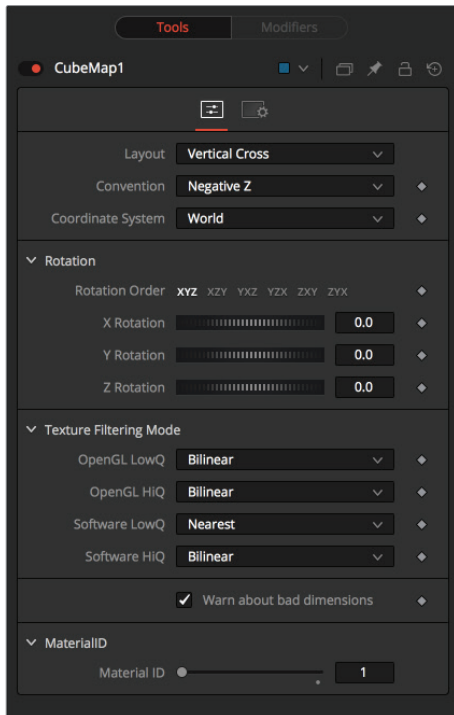 Tools Modifiers
CubeMap1
Layout Vertical Cross
Convention Negative Z
Coordinate System World
Rotation
Rotation Order XYZ XZY YXZ YZX ZXY ZYX
X Rotation 0.0
Y Rotation 0.0
Z Rotation 0.0
Texture Filtering Mode
OpenGL LowQ Bilinear
OpenGL HiQ Bilinear
Software LowQ Nearest
Software HiQ Bilinear
Warn about bad dimensions
MaterialID
Material ID 1